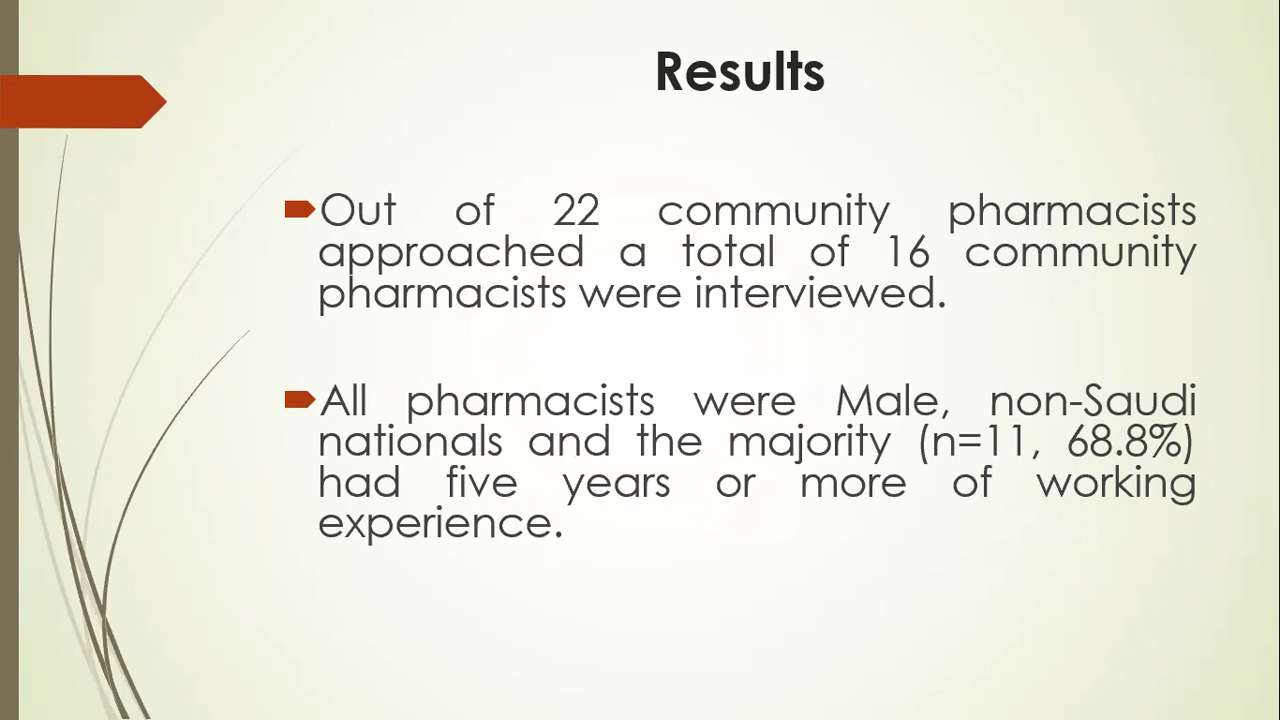 Results
Out of 22 community pharmacists
approached a total of 16 community
pharmacists were interviewed.
All pharmacists were Male, non-Saudi
nationals and the majority (n=11, 68.8%)
had five years or more of working
experience.